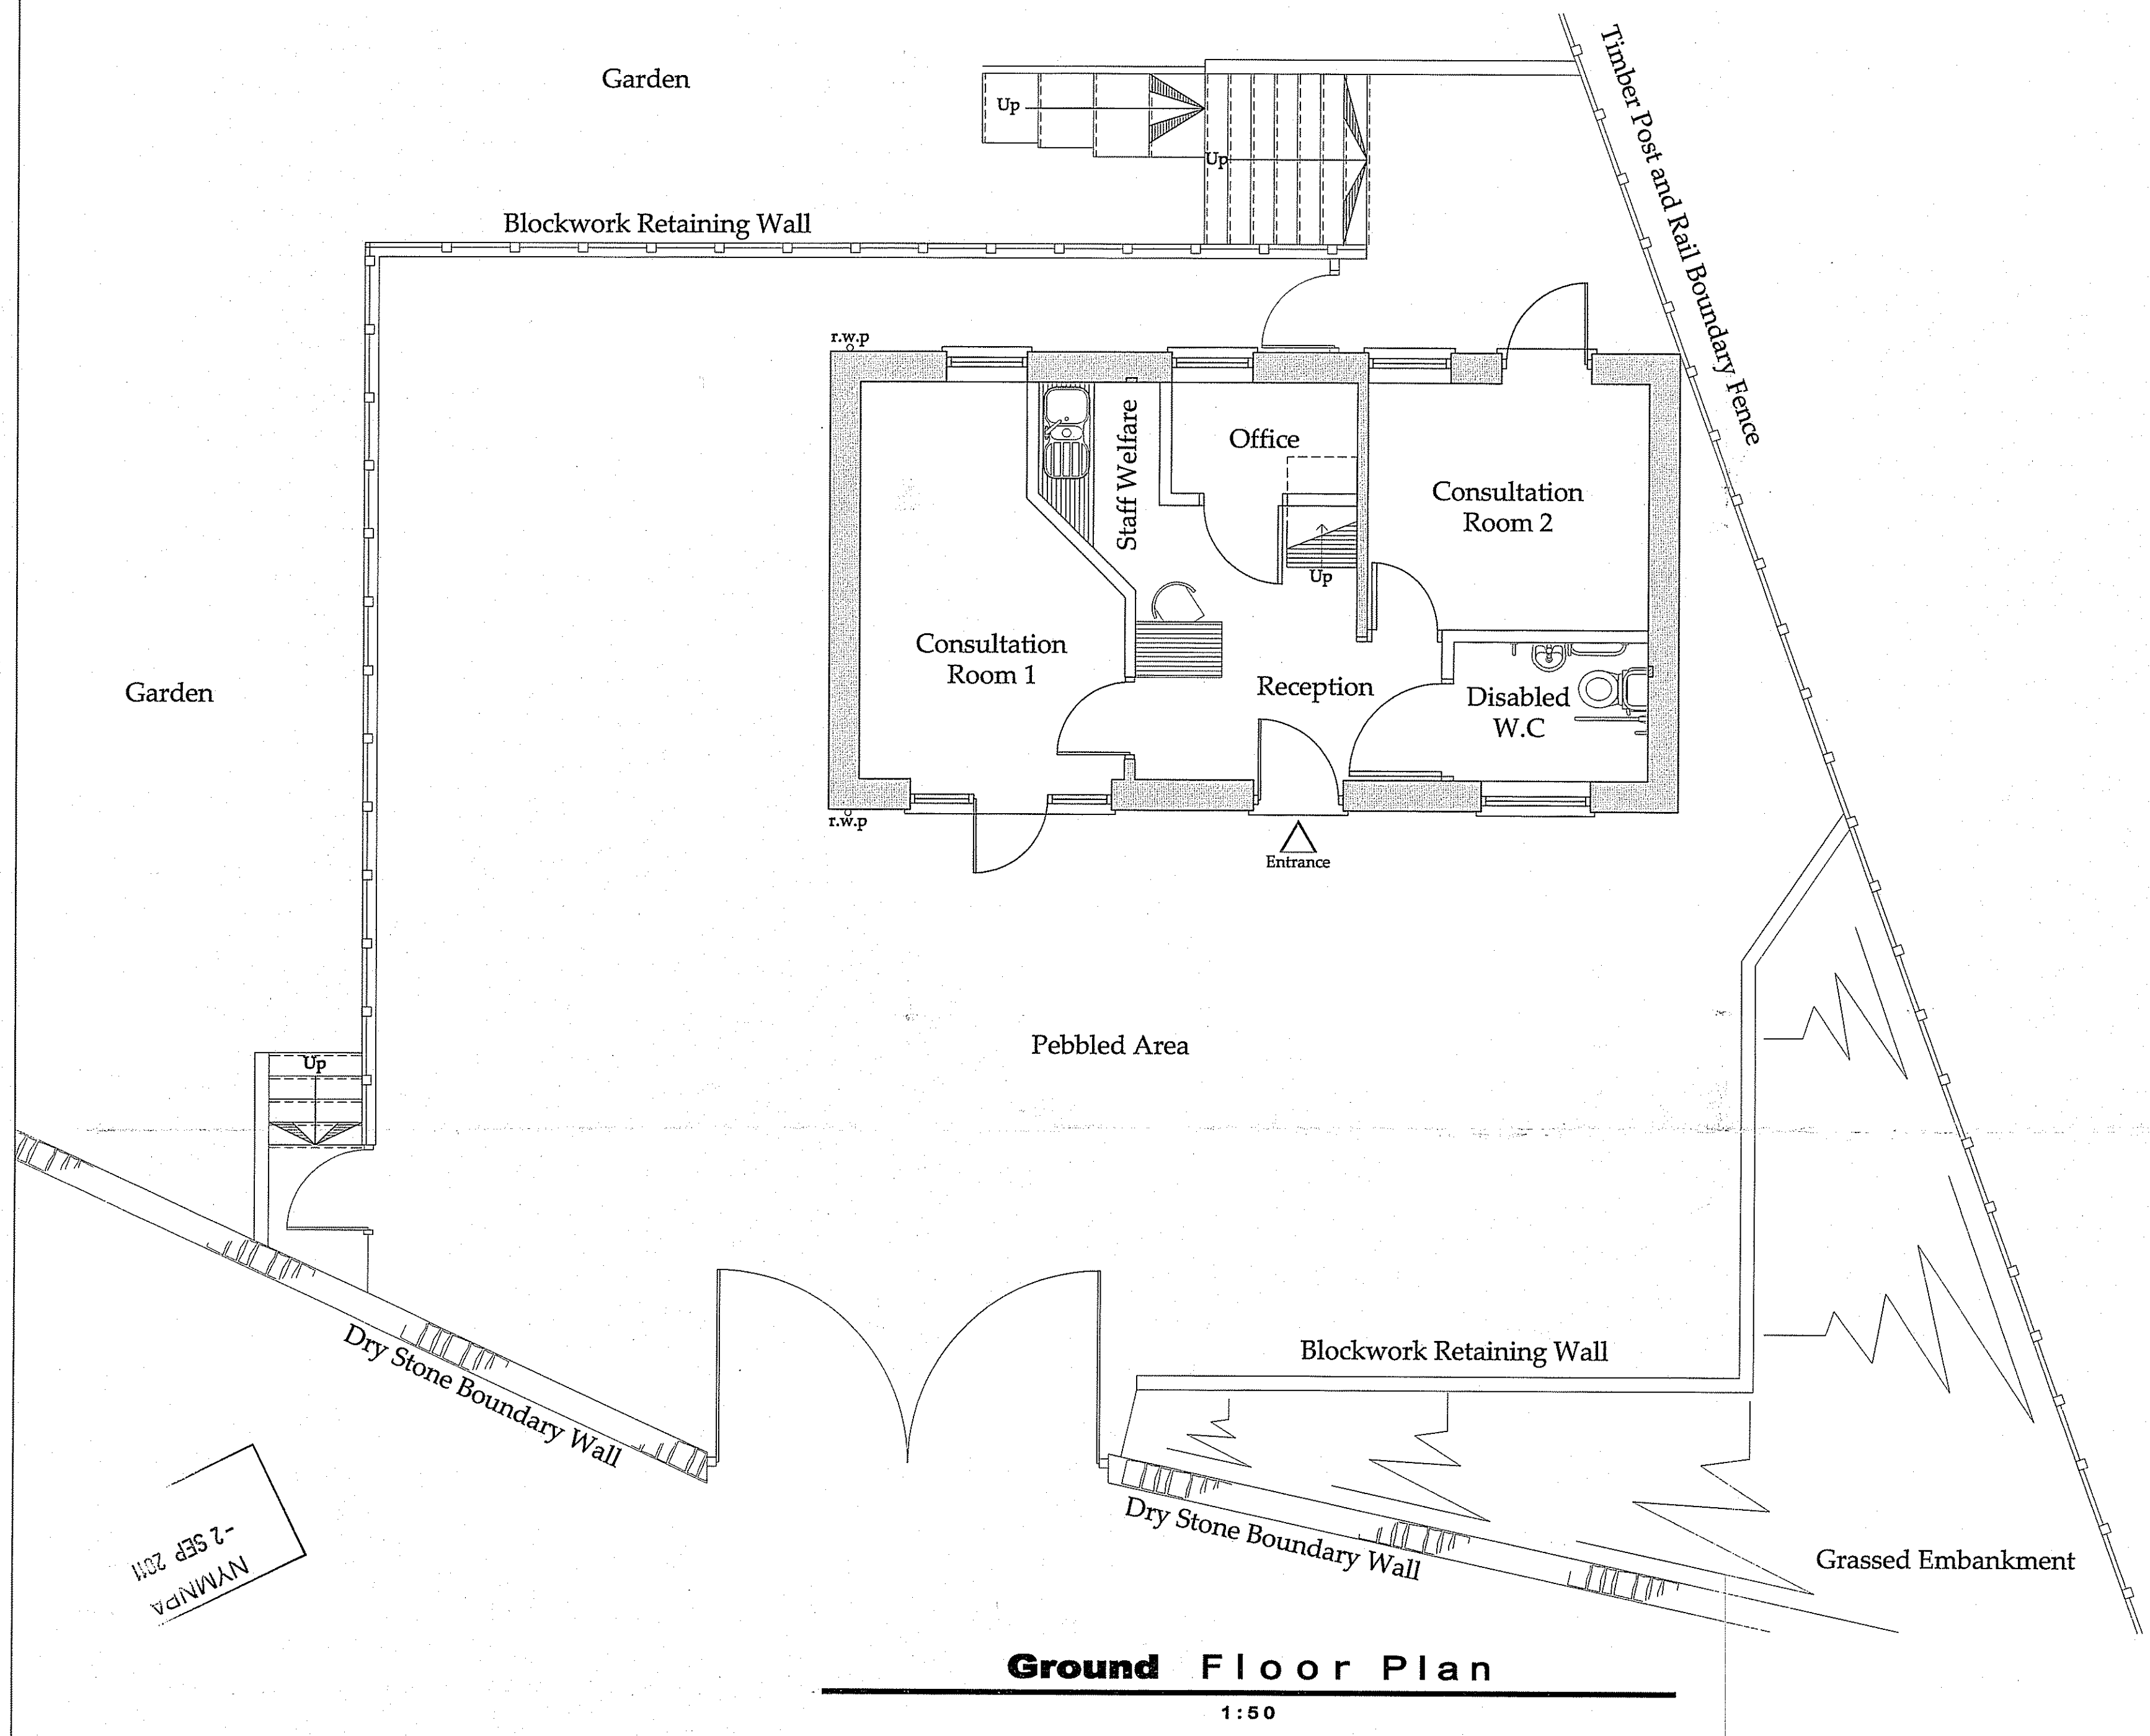 Garden
Up
Up
Timber Post and Rail Boundary Fence
Blockwork Retaining Wall
r.w.p
Staff Welfare
Office
Consultation
Room 2
Up
Consultation
Room 1
Garden
Reception
Disabled
W.C
r.w.p
Entrance
Pebbled Area
Up
Blockwork Retaining Wall
Dry Stone Boundary Wall
Dry Stone Boundary Wall
Grassed Embankment
NYMNPA
-2 SEP 2011
Ground Floor Plan
1:50